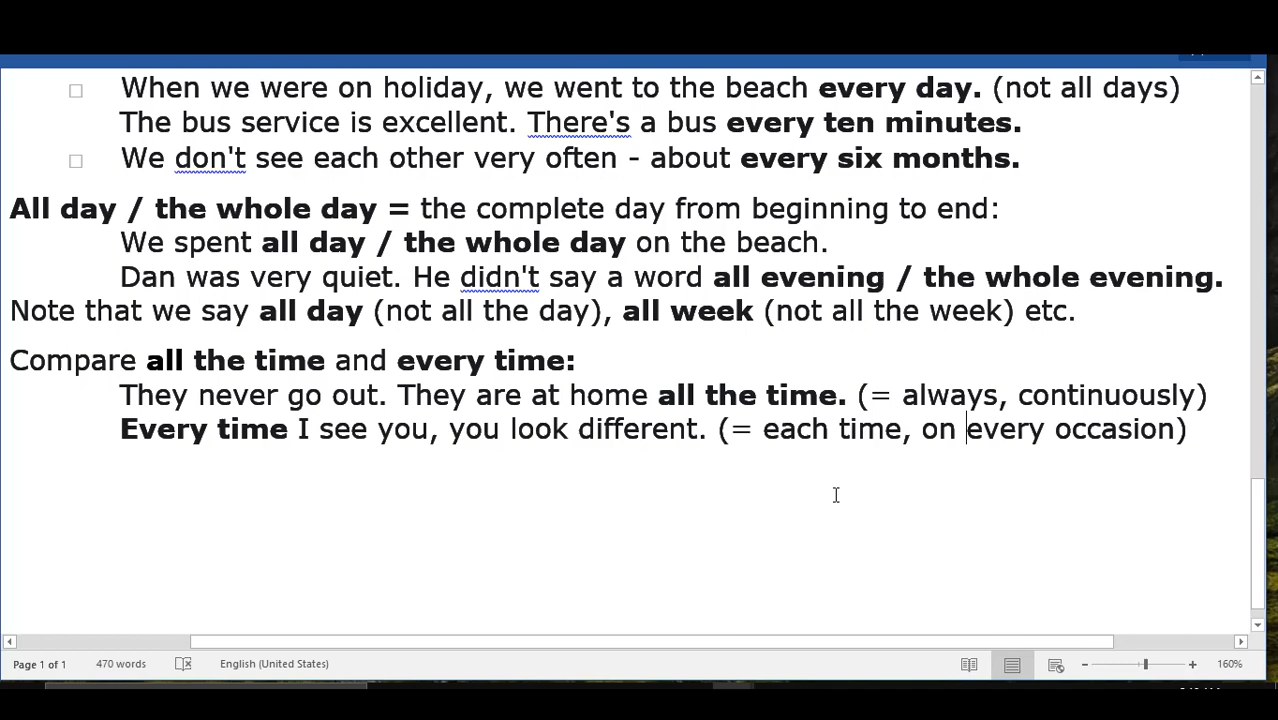 When we were on holiday, we went to the beach every day. (not all days)
The bus service is excellent. There's a bus every ten minutes.
We don't see each other very often - about every six months.
All day / the whole day = the complete day from beginning to end:
We spent all day / the whole day on the beach.
Dan was very quiet. He didn't say a word all evening / the whole evening.
Note that we say all day (not all the day), all week (not all the week) etc.
Compare all the time and every time:
They never go out. They are at home all the time. (= always, continuously)
Every time I see you, you look different. (= each time, on every occasion)
Page 1 of 1 470 words English (United States) 160%